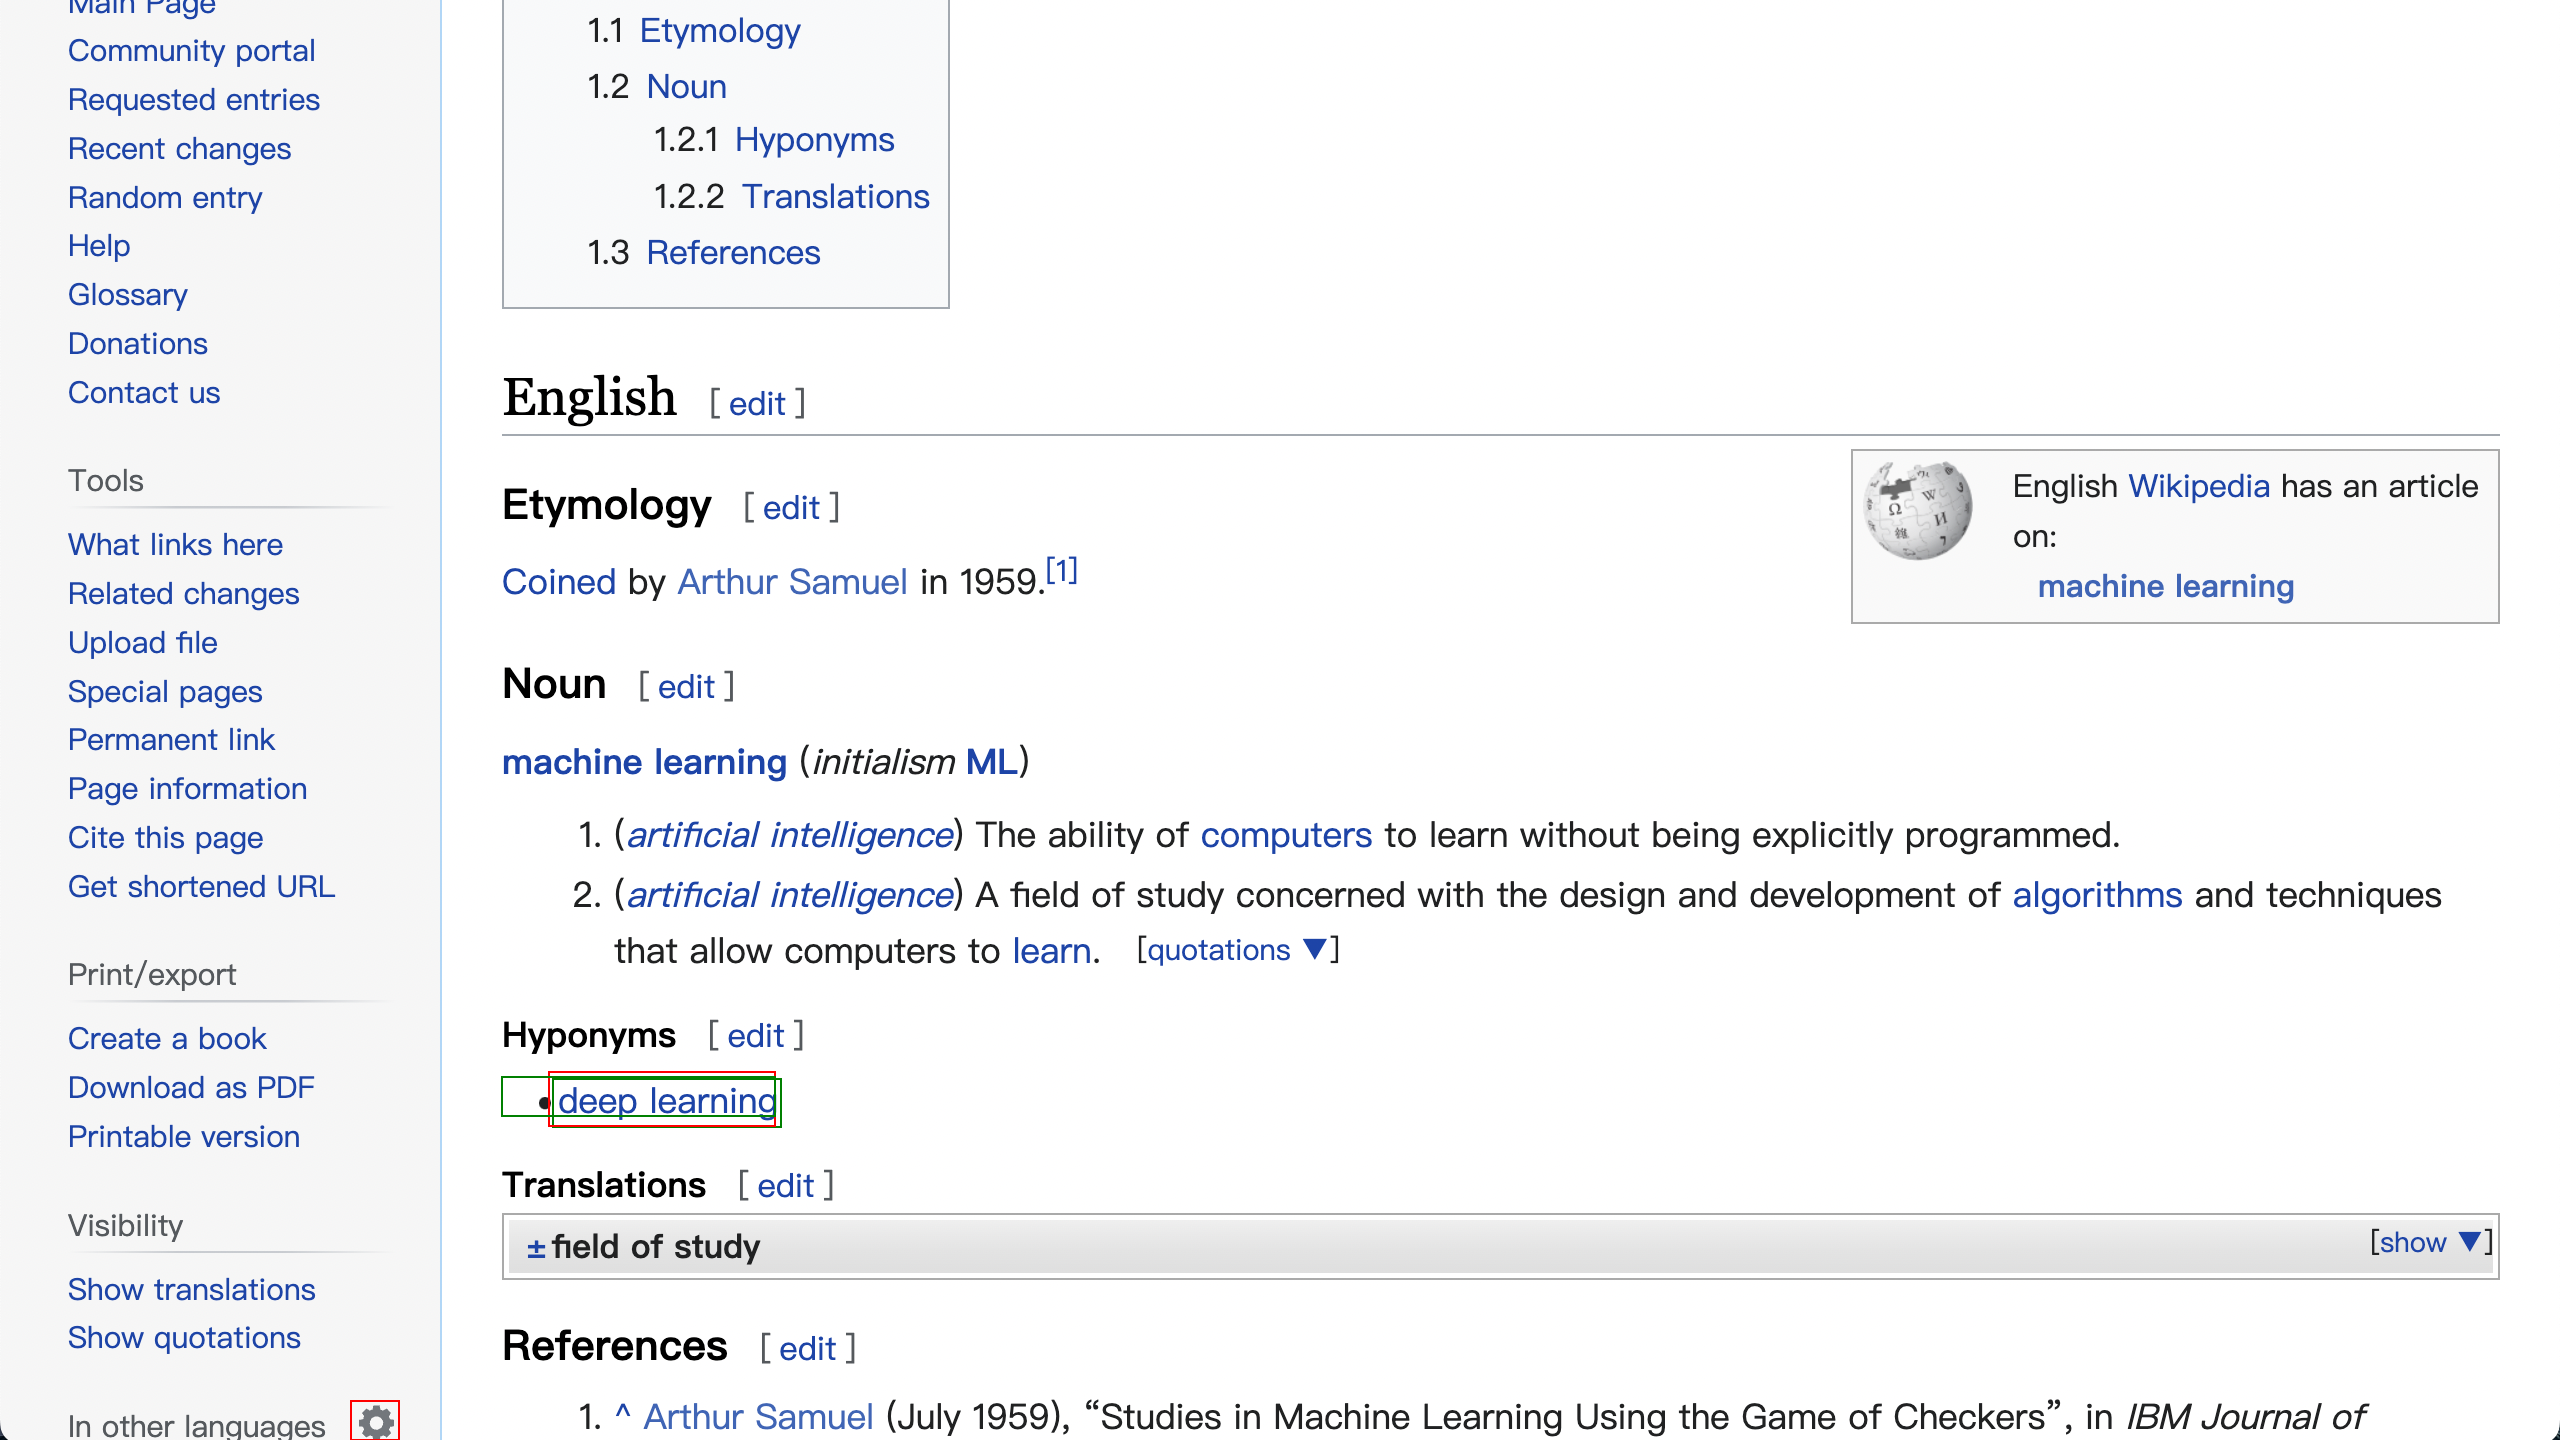 Main Page
Community portal
Requested entries
Recent changes
Random entry
Help
Glossary
Donations
Contact us
Tools
What links here
Related changes
Upload file
Special pages
Permanent link
Page information
Cite this page
Get shortened URL
Print/export
Create a book
Download as PDF
Printable version
Visibility
Show translations
Show quotations
In other languages
1.1 Etymology
1.2 Noun
1.2.1 Hyponyms
1.2.2 Translations
1.3 References
English [ edit ]
Etymology [ edit ]
Coined by Arthur Samuel in 1959.[1]
English Wikipedia has an article
on:
machine learning
Noun [ edit ]
machine learning (initialism ML)
1. (artificial intelligence) The ability of computers to learn without being explicitly programmed.
2. (artificial intelligence) A field of study concerned with the design and development of algorithms and techniques
that allow computers to learn. [quotations ▼]
Hyponyms [ edit ]
• deep learning
Translations [ edit ]
± field of study [show ▼]
References [ edit ]
1. ^ Arthur Samuel (July 1959), “Studies in Machine Learning Using the Game of Checkers”, in IBM Journal of